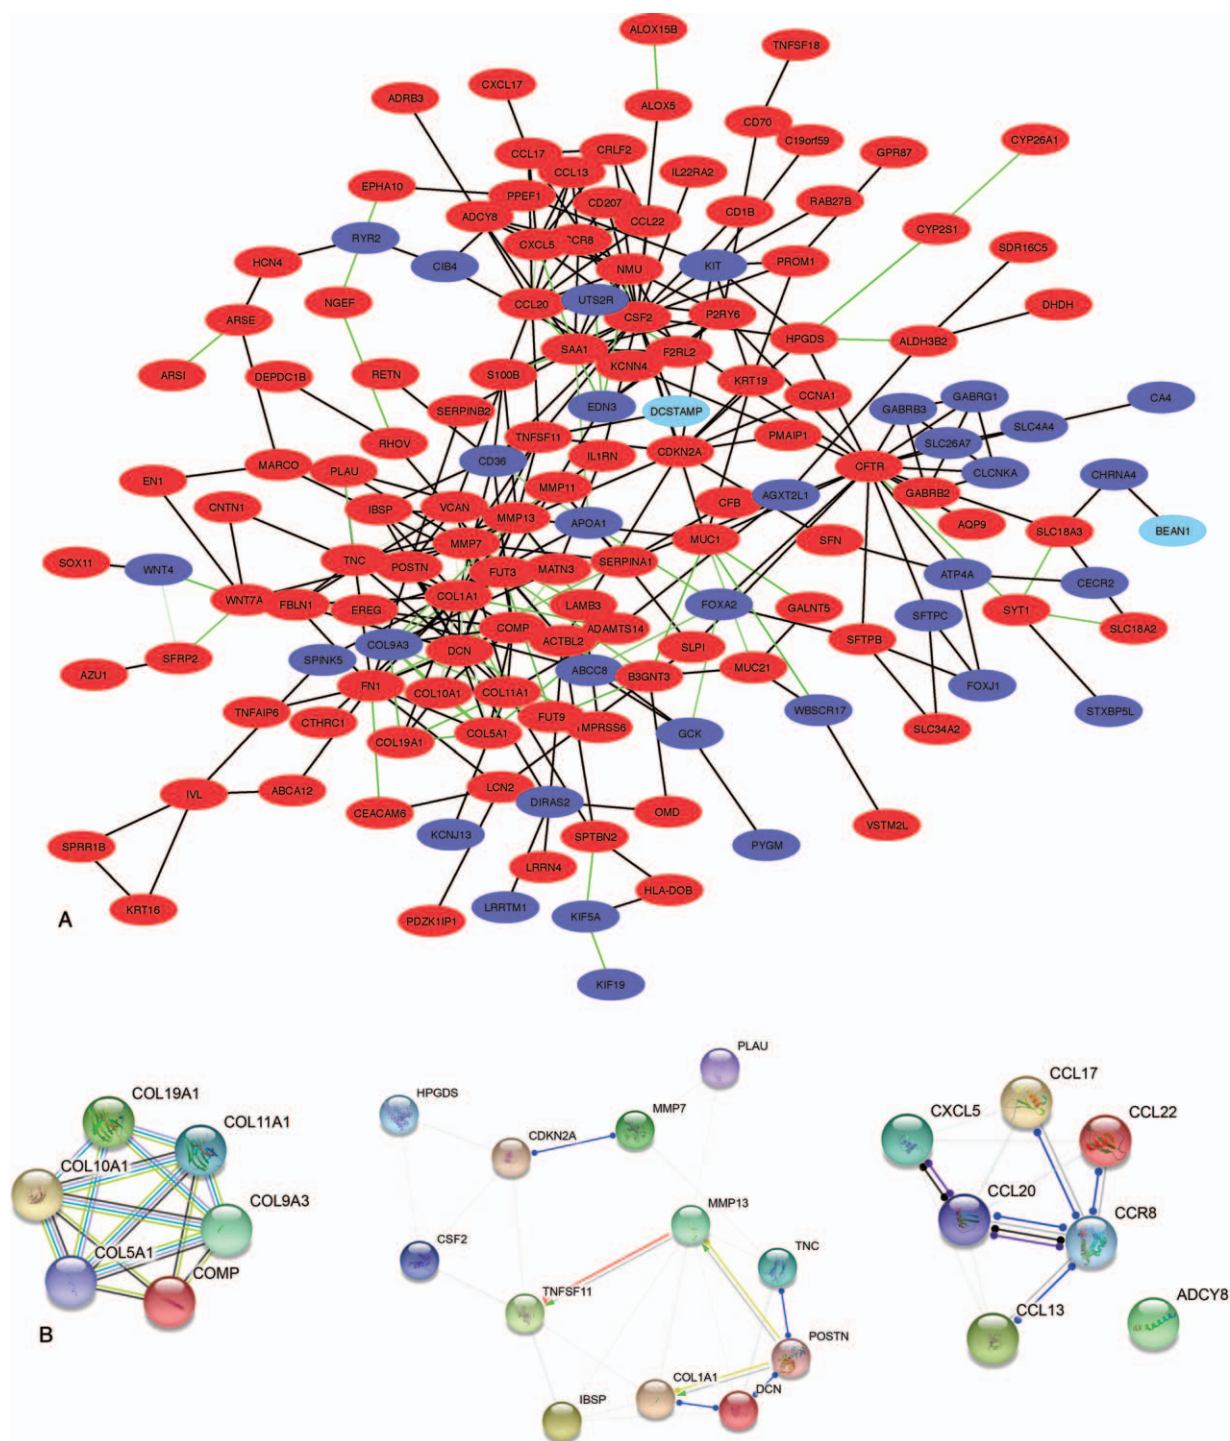 ALOX15B
TNFSF18
ADRB3
CXCL17
ALOX5
CD70
C19orf59
CYP26A1
CCL17
CRLF2
GPR87
CCL13
IL22RA2
EPHA10
PPEF1
CD207
RAB27B
ADCY8
CCL22
CD1B
CYP2S1
RYR2
CXCL5
CCR8
SDR16C5
HCN4
CIB4
NMU
KIT
PROM1
NGEF
CCL20
UTS2R
DHDH
ARSE
CSF2
P2RY6
HPGDS
ALDH3B2
SAA1
F2RL2
ARSI
DEPDC1B
RETN
S100B
KCNN4
KRT19
CCNA1
GABRB3
GABRG1
CA4
SERPINB2
EDN3
DCSTAMP
SLC4A4
RHOV
TNFSF11
PMAIP1
SLC26A7
MARCO
CD36
IL1RN
CDKN2A
CFTR
CLCNKA
CHRNA4
EN1
PLAU
MMP11
GABRB2
CNTN1
IBSP
VCAN
MMP13
CFB
AGXT2L1
AQP9
BEAN1
APOA1
SLC18A3
SOX11
WNT4
TNC
MMP7
MUC1
SFN
POSTN
FUT3
MATN3
SERPINA1
ATP4A
CECR2
WNT7A
FBLN1
EREG
COL1A1
LAMB3
FOXA2
GALNT5
SFTPC
SYT1
COMP
ADAMTS14
SLC18A2
SFRP2
SPINK5
COL9A3
DCN
ACTBL2
SLPI
SFTPB
AZU1
FN1
ABCC8
B3GNT3
MUC21
COL10A1
COL11A1
FOXJ1
TNFAIP6
CTHRC1
FUT9
TMPRSS6
WBSCR17
STXBP5L
COL19A1
COL5A1
GCK
SLC34A2
IVL
ABCA12
LCN2
CEACAM6
DIRAS2
OMD
VSTM2L
SPRR1B
KCNJ13
SPTBN2
PYGM
LRRN4
KRT16
HLA-DOB
LRRTM1
A
PDZK1IP1
KIF5A
KIF19
COL19A1
COL11A1
COL10A1
COL9A3
COL5A1
COMP
B
PLAU
HPGDS
MMP7
CDKN2A
MMP13
CSF2
TNC
TNFSF11
POSTN
COL1A1
DCN
IBSP
CCL17
CXCL5
CCL22
CCL20
CCR8
ADCY8
CCL13